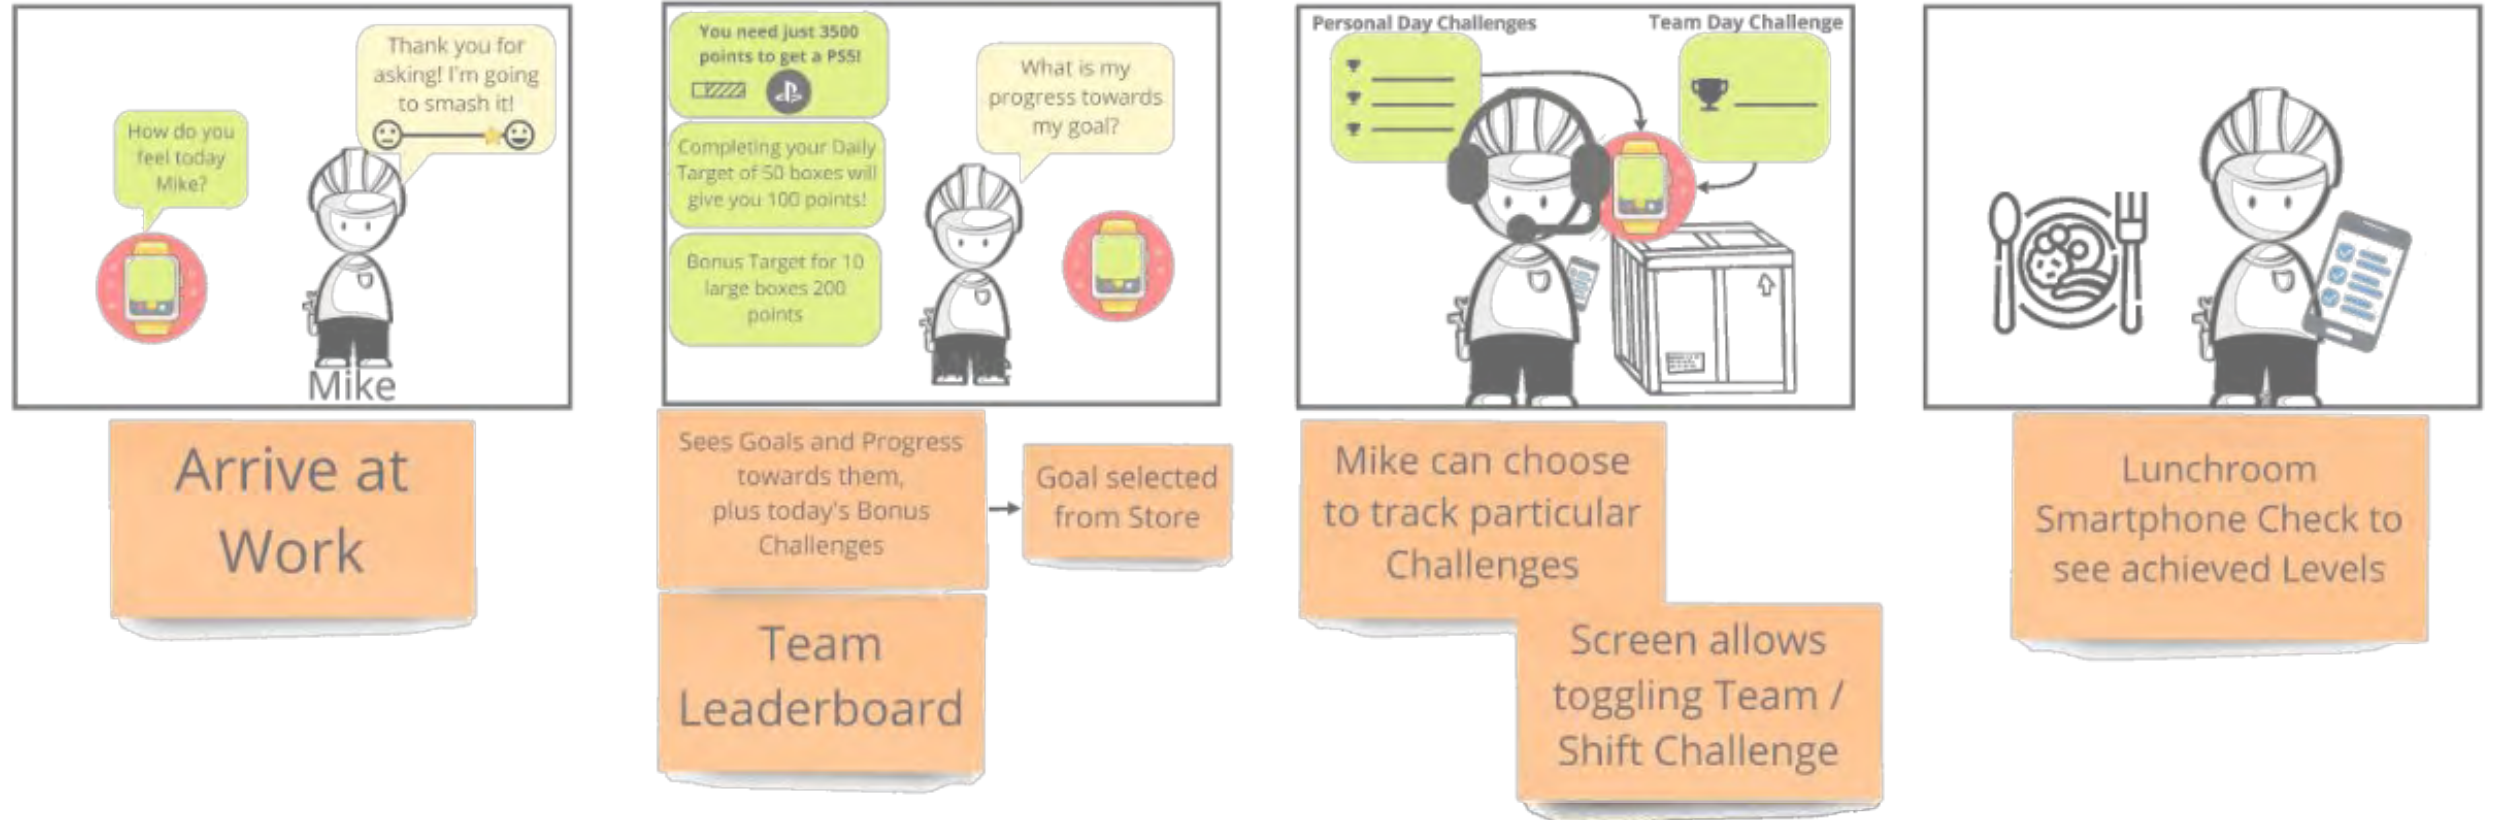 How do you
feel today
Mike?
Thank you for
asking! I'm going
to smash it!
Mike
Arrive at
Work
You need just 3500
points to get a PS5!
Completing your Daily
Target of 50 boxes will
give you 100 points!
Bonus Target for 10
large boxes 200
points
What is my
progress towards
my goal?
Sees Goals and Progress
towards them,
plus today's Bonus
Challenges
Goal selected
from Store
Team
Leaderboard
Personal Day Challenges
Team Day Challenge
Mike can choose
to track particular
Challenges
Screen allows
toggling Team /
Shift Challenge
Lunchroom
Smartphone Check to
see achieved Levels